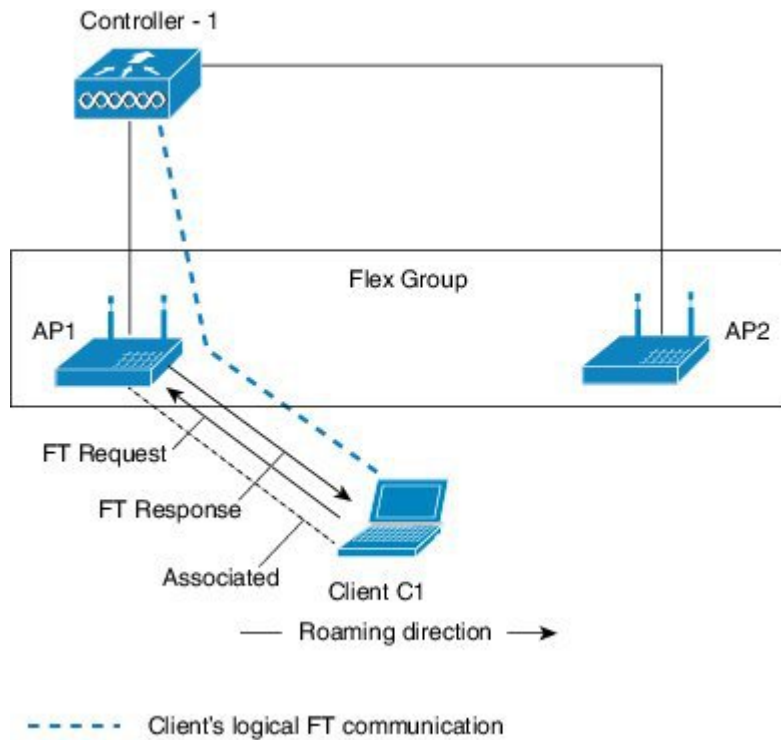 Controller - 1
Flex Group
AP1
AP2
FT Request
FT Response
Associated
Client C1
Roaming direction
Client's logical FT communication